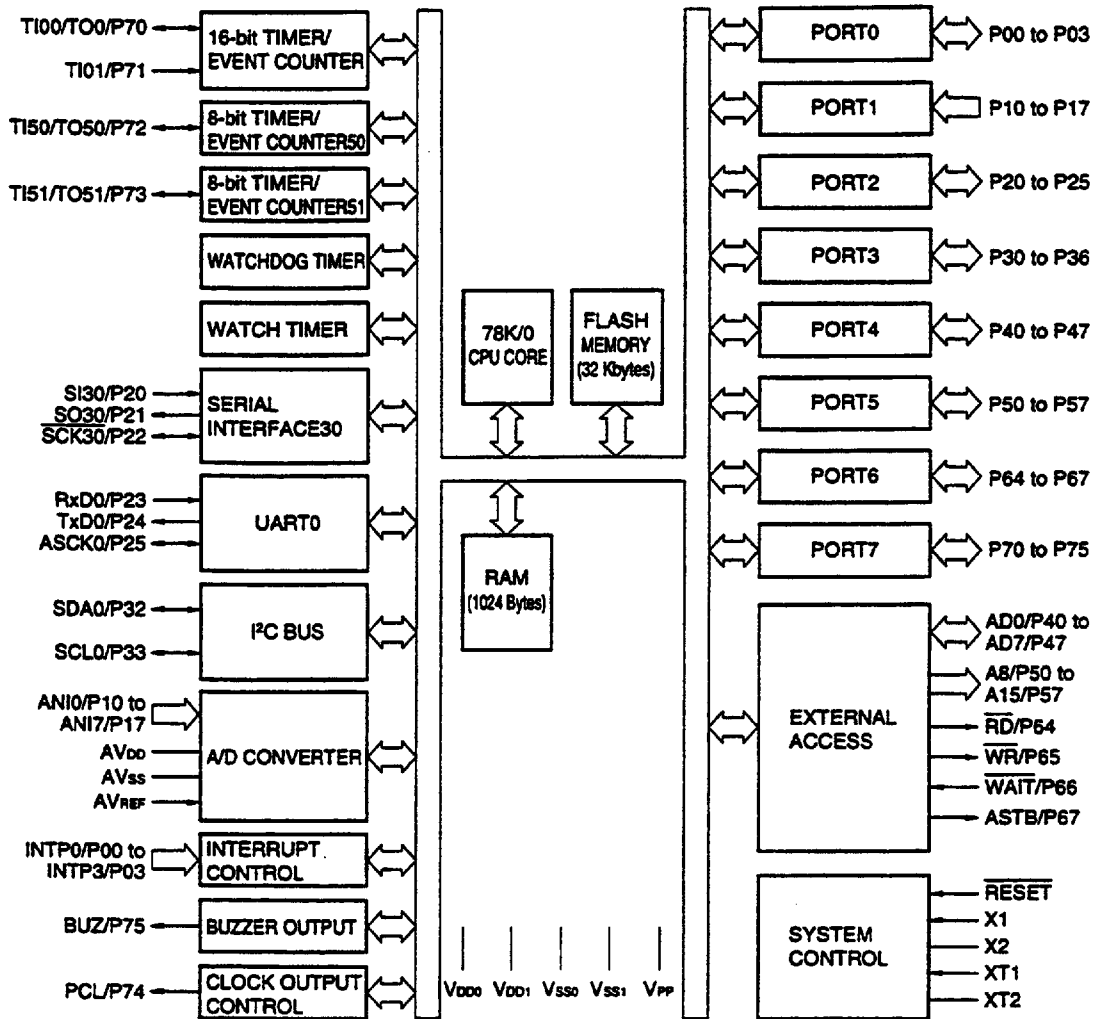 TI00/TO0/P70
TI01/P71
16-bit TIMER/
EVENT COUNTER
TI50/TO50/P72
8-bit TIMER/
EVENT COUNTER50
TI51/TO51/P73
8-bit TIMER/
EVENT COUNTER51
WATCHDOG TIMER
WATCH TIMER
SI30/P20
SO30/P21
SCK30/P22
SERIAL
INTERFACE30
RxD0/P23
TxD0/P24
ASCK0/P25
UART0
SDA0/P32
SCL0/P33
I²C BUS
ANI0/P10 to
ANI7/P17
AVDD
AVSS
AVREF
A/D CONVERTER
INTP0/P00 to
INTP3/P03
INTERRUPT
CONTROL
BUZ/P75
BUZZER OUTPUT
PCL/P74
CLOCK OUTPUT
CONTROL
78K/0
CPU CORE
FLASH
MEMORY
(32 Kbytes)
RAM
(1024 Bytes)
VDD0 VDD1 VSS0 VSS1 VPP
PORT0 P00 to P03
PORT1 P10 to P17
PORT2 P20 to P25
PORT3 P30 to P36
PORT4 P40 to P47
PORT5 P50 to P57
PORT6 P64 to P67
PORT7 P70 to P75
EXTERNAL
ACCESS
AD0/P40 to
AD7/P47
A8/P50 to
A15/P57
RD/P64
WR/P65
WAIT/P66
ASTB/P67
SYSTEM
CONTROL
RESET
X1
X2
XT1
XT2